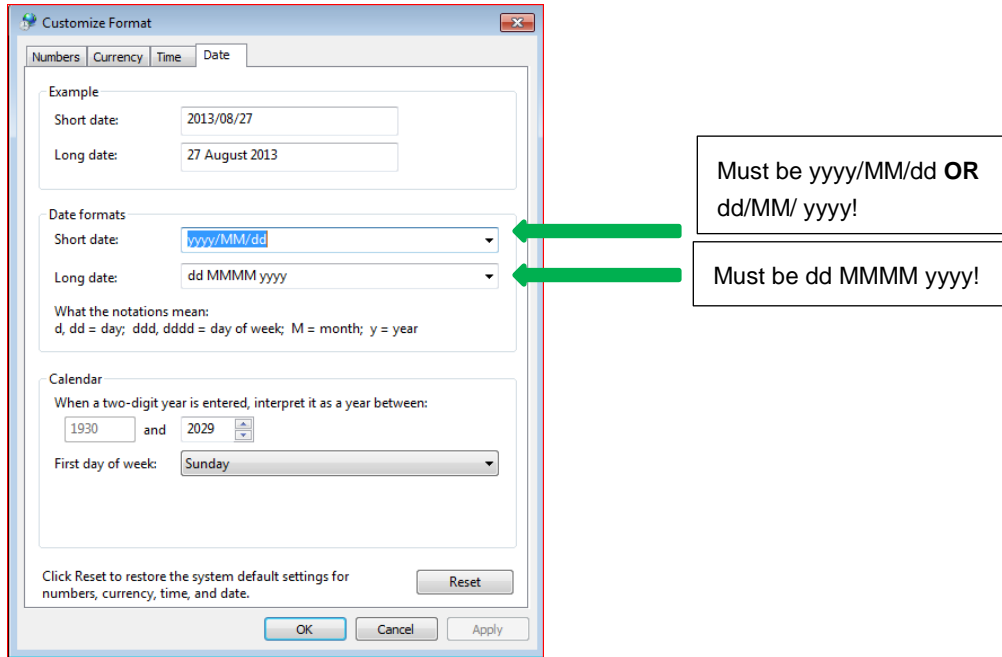 Customize Format
Numbers
Currency
Time
Date
Example
Short date:
2013/08/27
Long date:
27 August 2013
Date formats
Short date:
yyyy/MM/dd
Long date:
dd MMMM yyyy
What the notations mean:
d, dd = day; ddd, dddd = day of week; M = month; y = year
Calendar
When a two-digit year is entered, interpret it as a year between:
1930
and
2029
First day of week:
Sunday
Click Reset to restore the system default settings for
numbers, currency, time, and date.
Reset
OK
Cancel
Apply
Must be yyyy/MM/dd OR
dd/MM/ yyyy!
Must be dd MMMM yyyy!